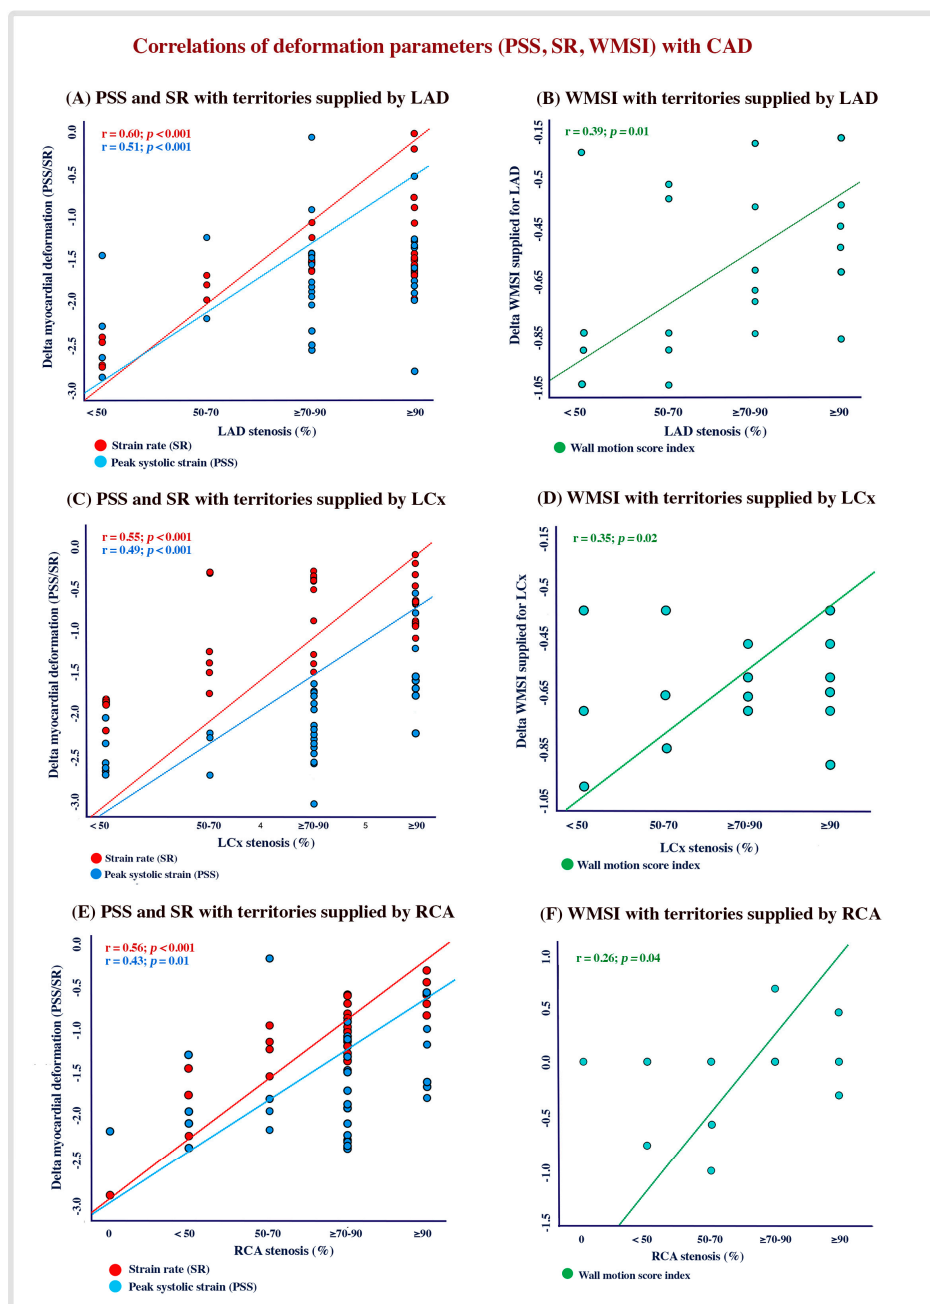 Correlations of deformation parameters (PSS, SR, WMSI) with CAD
(A) PSS and SR with territories supplied by LAD
r = 0.60; p < 0.001
r = 0.51; p < 0.001
Delta myocardial deformation (PSS/SR)
0.0
-0.5
-1.0
-1.5
-2.0
-2.5
-3.0
< 50
50-70
≥70-90
≥90
LAD stenosis (%)
Strain rate (SR)
Peak systolic strain (PSS)
(B) WMSI with territories supplied by LAD
r = 0.39; p = 0.01
Delta WMSI supplied for LAD
-0.15
-0.5
-0.45
-0.65
-0.85
-1.05
< 50
50-70
≥70-90
≥90
LAD stenosis (%)
Wall motion score index
(C) PSS and SR with territories supplied by LCx
r = 0.55; p < 0.001
r = 0.49; p < 0.001
Delta myocardial deformation (PSS/SR)
0.0
-0.5
-1.0
-1.5
-2.0
-2.5
-3.0
< 50
50-70
4
≥70-90
5
≥90
LCx stenosis (%)
Strain rate (SR)
Peak systolic strain (PSS)
(D) WMSI with territories supplied by LCx
r = 0.35; p = 0.02
Delta WMSI supplied for LCx
-0.15
-0.5
-0.45
-0.65
-0.85
-1.05
< 50
50-70
≥70-90
≥90
LCx stenosis (%)
Wall motion score index
(E) PSS and SR with territories supplied by RCA
r = 0.56; p < 0.001
r = 0.43; p = 0.01
Delta myocardial deformation (PSS/SR)
0.0
-0.5
-1.0
-1.5
-2.0
-2.5
-3.0
0
< 50
50-70
≥70-90
≥90
RCA stenosis (%)
Strain rate (SR)
Peak systolic strain (PSS)
(F) WMSI with territories supplied by RCA
r = 0.26; p = 0.04
1.0
0.5
0.0
-0.5
-1.0
-1.5
0
< 50
50-70
≥70-90
≥90
RCA stenosis (%)
Wall motion score index